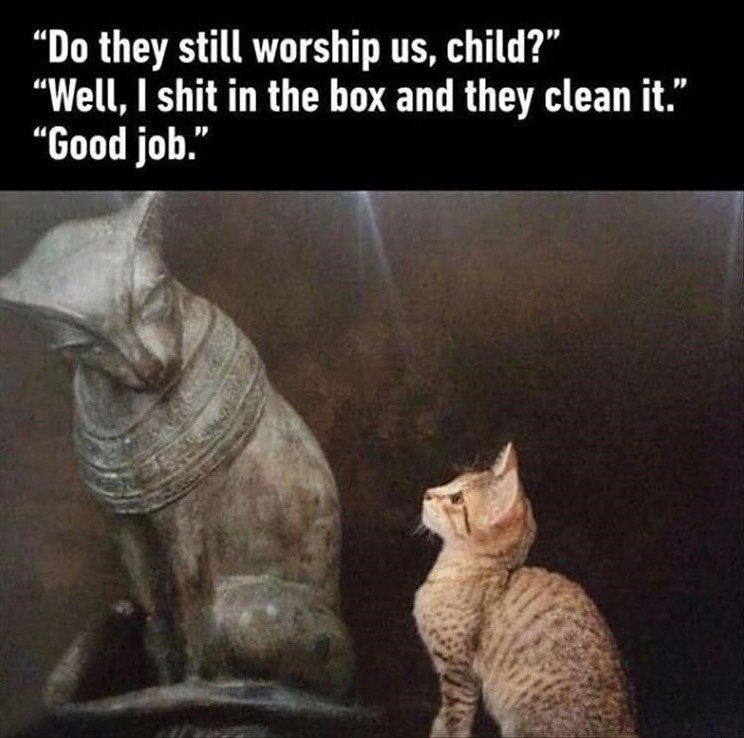 “Do they still worship us, child?”
“Well, I shit in the box and they clean it.”
“Good job.”